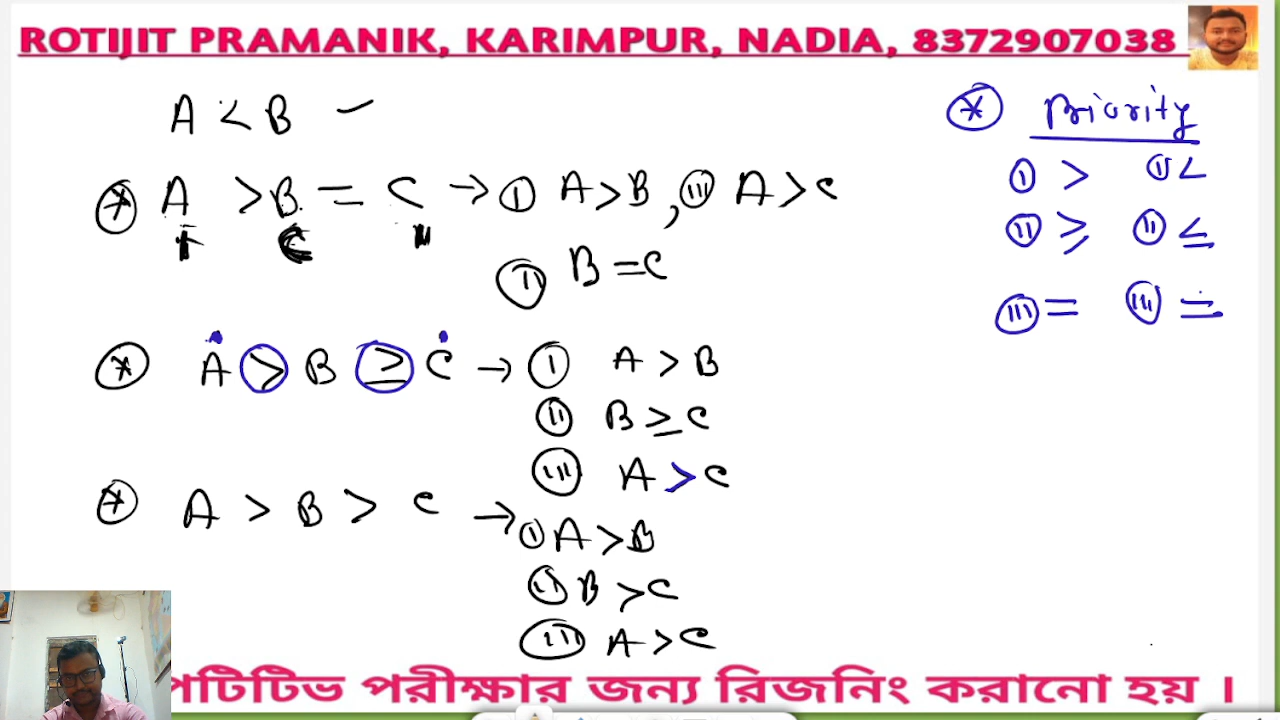 ROTIJIT PRAMANIK, KARIMPUR, NADIA, 8372907038
A < B -
* A > B = C → (i) A > B, (iii) A > C
(ii) B = C
* A > B ≥ C → (i) A > B
(ii) B ≥ C
(iii) A > C
* A > B > C → (i) A > B
(ii) B > C
(iii) A > C
* Priority
(i) > (i) <
(ii) ≥ (ii) ≤
(iii) = (iii) =
পটিটিভ পরীক্ষার জন্য রিজনিং করানো হয় ।